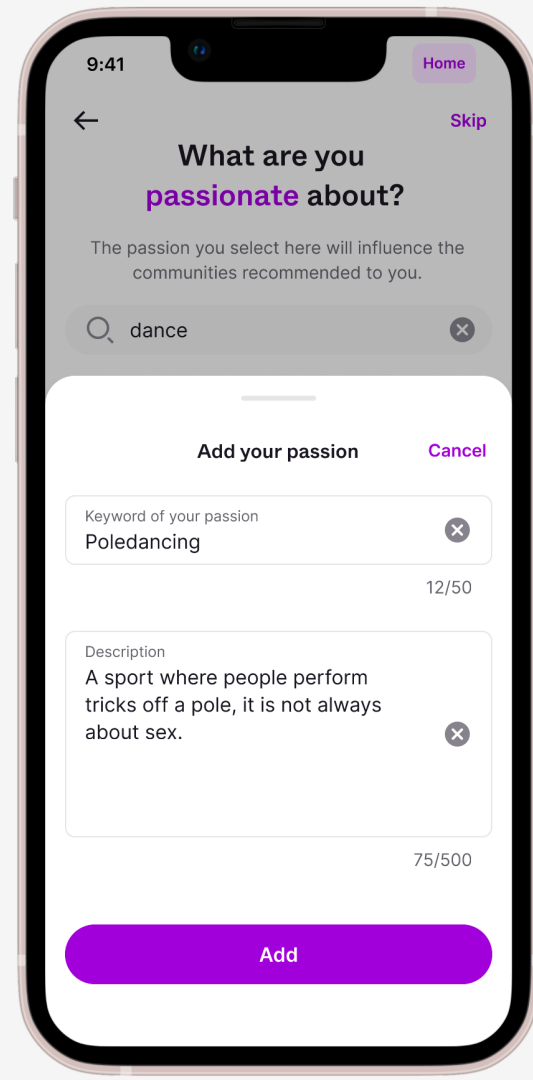 9:41
Home
Skip
What are you
passionate about?
The passion you select here will influence the
communities recommended to you.
dance
Add your passion
Cancel
Keyword of your passion
Poledancing
12/50
Description
A sport where people perform
tricks off a pole, it is not always
about sex.
75/500
Add